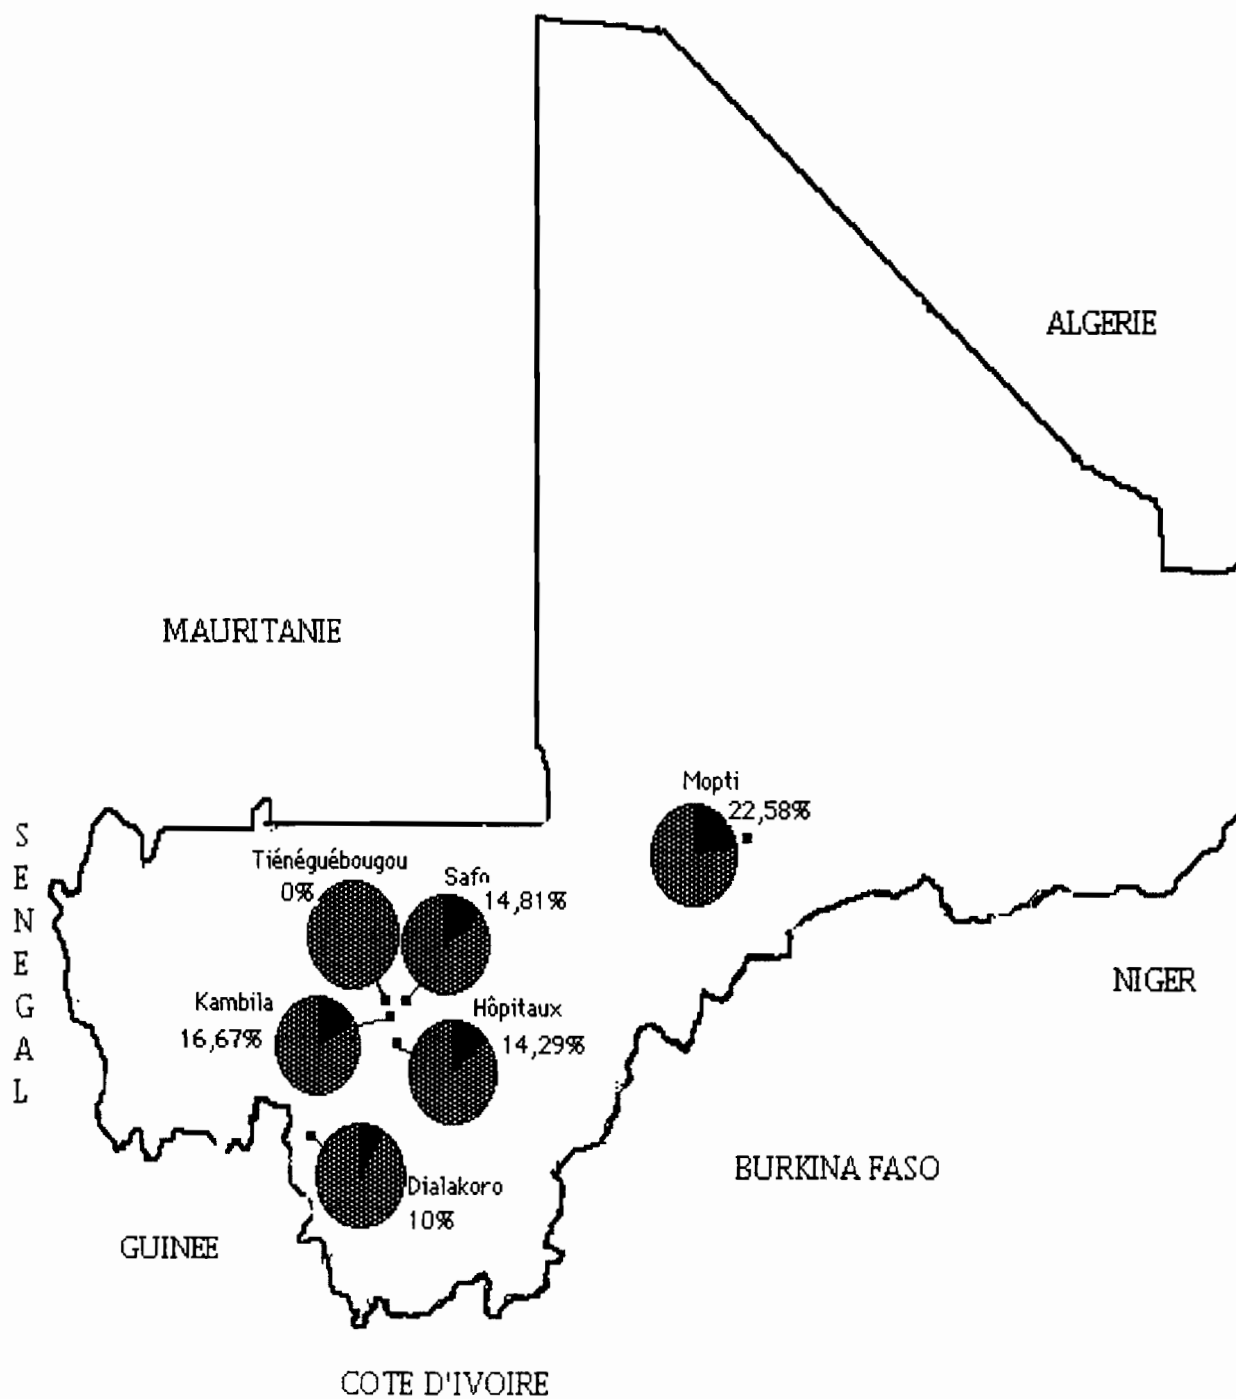 ALGERIE
MAURITANIE
Mopti
22,58%
SENEGAL
Tiénéguébougou
0%
Safo
14,81%
NIGER
Kambila
16,67%
Hôpitaux
14,29%
BURKINA FASO
Dialakoro
10%
GUINEE
COTE D'IVOIRE